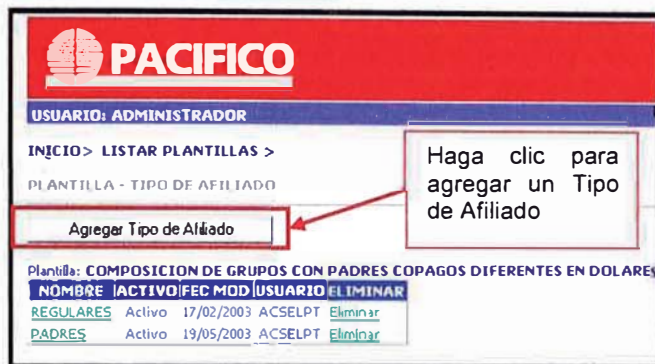 PACIFICO
USUARIO: ADMINISTRADOR
INICIO> LISTAR PLANTILLAS >
PLANTILLA - TIPO DE AFILIADO
Agregar Tipo de Afiliado
Haga clic para
agregar un Tipo
de Afiliado
Plantilla: COMPOSICION DE GRUPOS CON PADRES COPAGOS DIFERENTES EN DOLARES
NOMBRE ACTIVO FEC MOD USUARIO ELIMINAR
REGULARES Activo 17/02/2003 ACSELPT Eliminar
PADRES Activo 19/05/2003 ACSELPT Eliminar